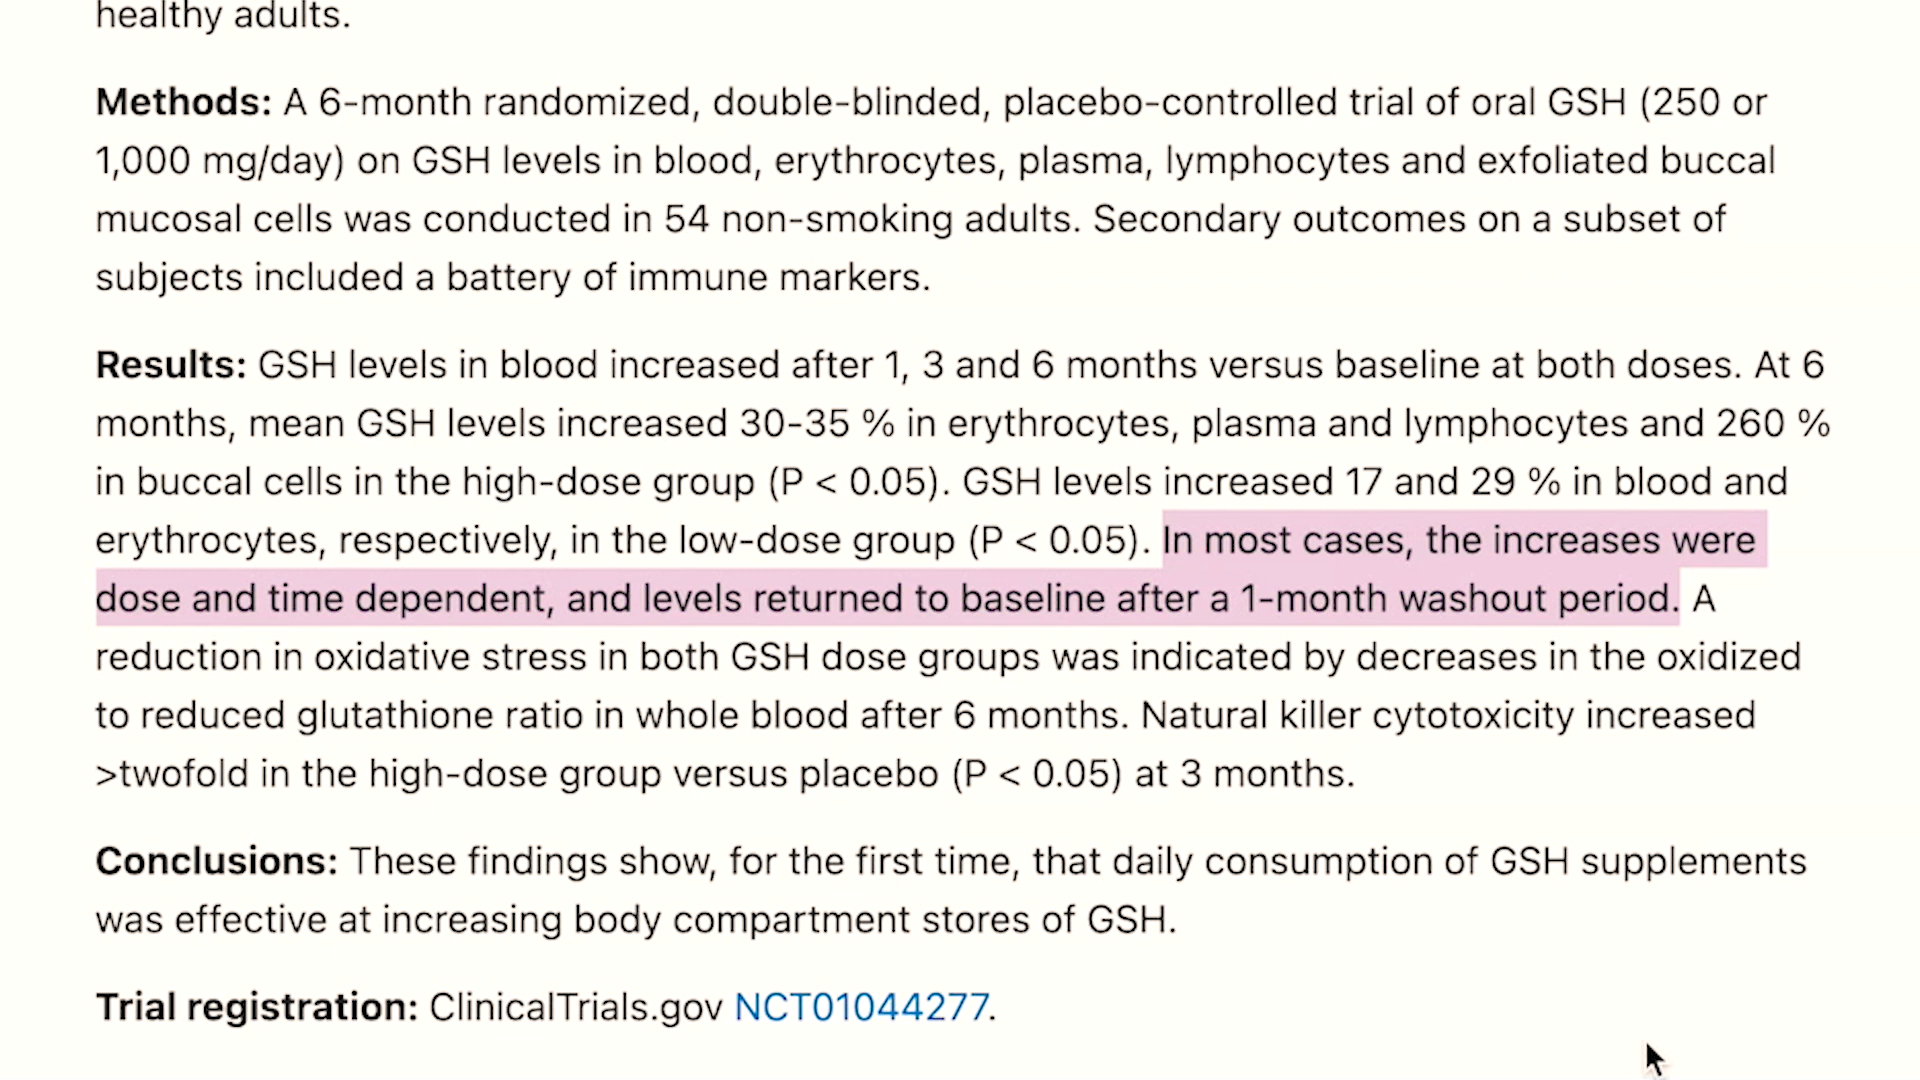 healthy adults.
Methods: A 6-month randomized, double-blinded, placebo-controlled trial of oral GSH (250 or
1,000 mg/day) on GSH levels in blood, erythrocytes, plasma, lymphocytes and exfoliated buccal
mucosal cells was conducted in 54 non-smoking adults. Secondary outcomes on a subset of
subjects included a battery of immune markers.
Results: GSH levels in blood increased after 1, 3 and 6 months versus baseline at both doses. At 6
months, mean GSH levels increased 30-35 % in erythrocytes, plasma and lymphocytes and 260 %
in buccal cells in the high-dose group (P < 0.05). GSH levels increased 17 and 29 % in blood and
erythrocytes, respectively, in the low-dose group (P < 0.05). In most cases, the increases were
dose and time dependent, and levels returned to baseline after a 1-month washout period. A
reduction in oxidative stress in both GSH dose groups was indicated by decreases in the oxidized
to reduced glutathione ratio in whole blood after 6 months. Natural killer cytotoxicity increased
>twofold in the high-dose group versus placebo (P < 0.05) at 3 months.
Conclusions: These findings show, for the first time, that daily consumption of GSH supplements
was effective at increasing body compartment stores of GSH.
Trial registration: ClinicalTrials.gov NCT01044277.